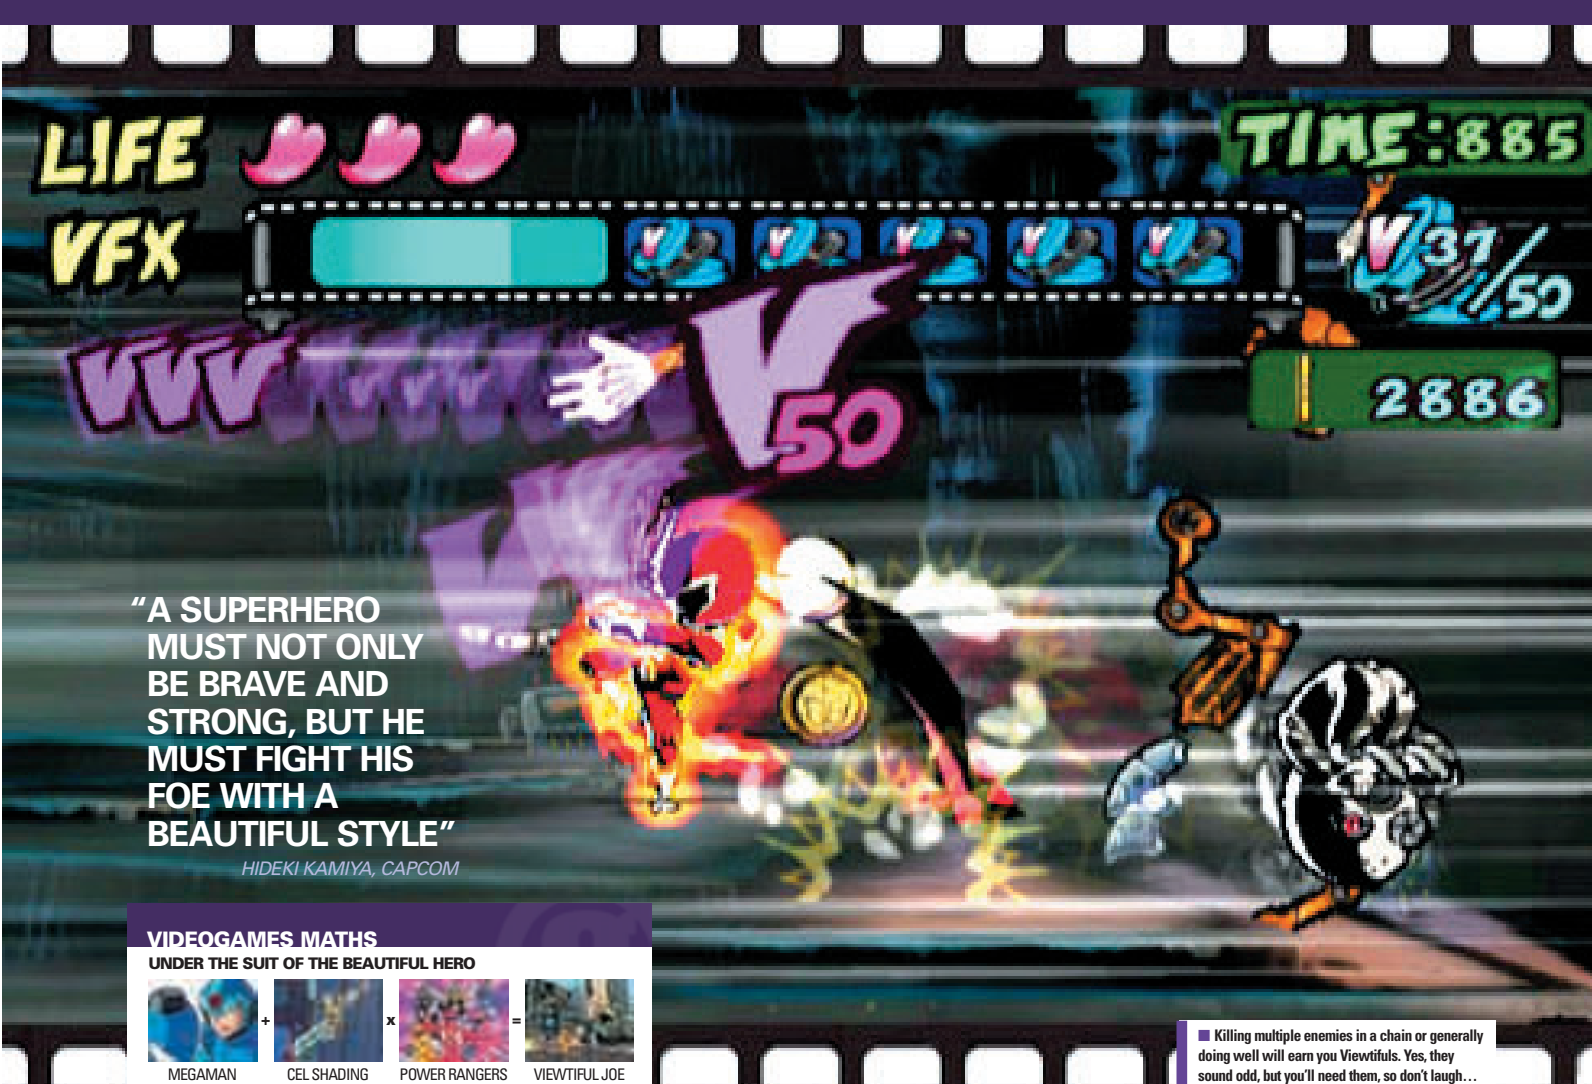 LIFE
TIME:885
VFX
V 37/50
VVV
V
50
2886
"A SUPERHERO
MUST NOT ONLY
BE BRAVE AND
STRONG, BUT HE
MUST FIGHT HIS
FOE WITH A
BEAUTIFUL STYLE"
HIDEKI KAMIYA, CAPCOM
VIDEOGAMES MATHS
UNDER THE SUIT OF THE BEAUTIFUL HERO
+ x =
MEGAMAN CEL SHADING POWER RANGERS VIEWTIFUL JOE
■ Killing multiple enemies in a chain or generally
doing well will earn you Viewtifuls. Yes, they
sound odd, but you'll need them, so don't laugh...